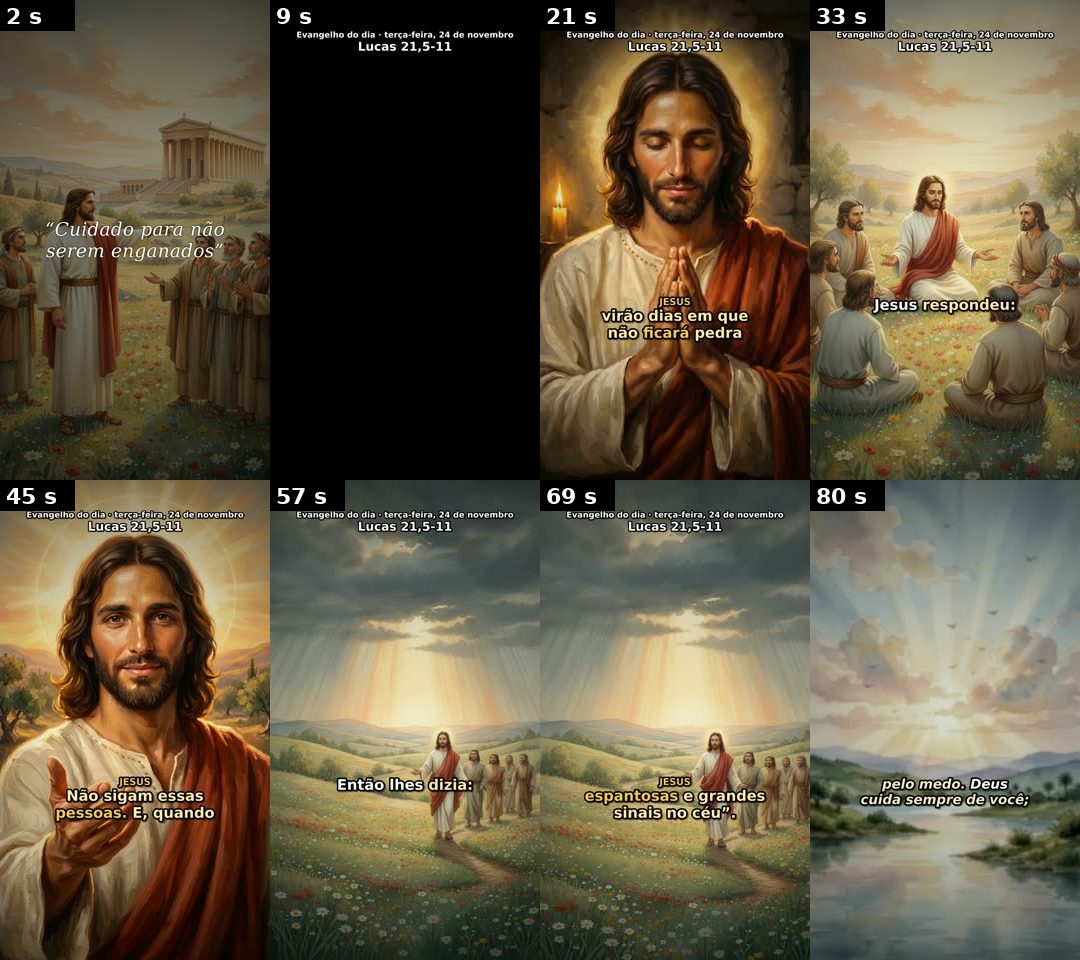 2 s
“Cuidado para não
serem enganados”
9 s
Evangelho do dia · terça-feira, 24 de novembro
Lucas 21,5-11
21 s
Evangelho do dia · terça-feira, 24 de novembro
Lucas 21,5-11
JESUS
virão dias em que
não ficará pedra
33 s
Evangelho do dia · terça-feira, 24 de novembro
Lucas 21,5-11
Jesus respondeu:
45 s
Evangelho do dia · terça-feira, 24 de novembro
Lucas 21,5-11
JESUS
Não sigam essas
pessoas. E, quando
57 s
Evangelho do dia · terça-feira, 24 de novembro
Lucas 21,5-11
Então lhes dizia:
69 s
Evangelho do dia · terça-feira, 24 de novembro
Lucas 21,5-11
JESUS
espantosas e grandes
sinais no céu”.
80 s
pelo medo. Deus
cuida sempre de você;